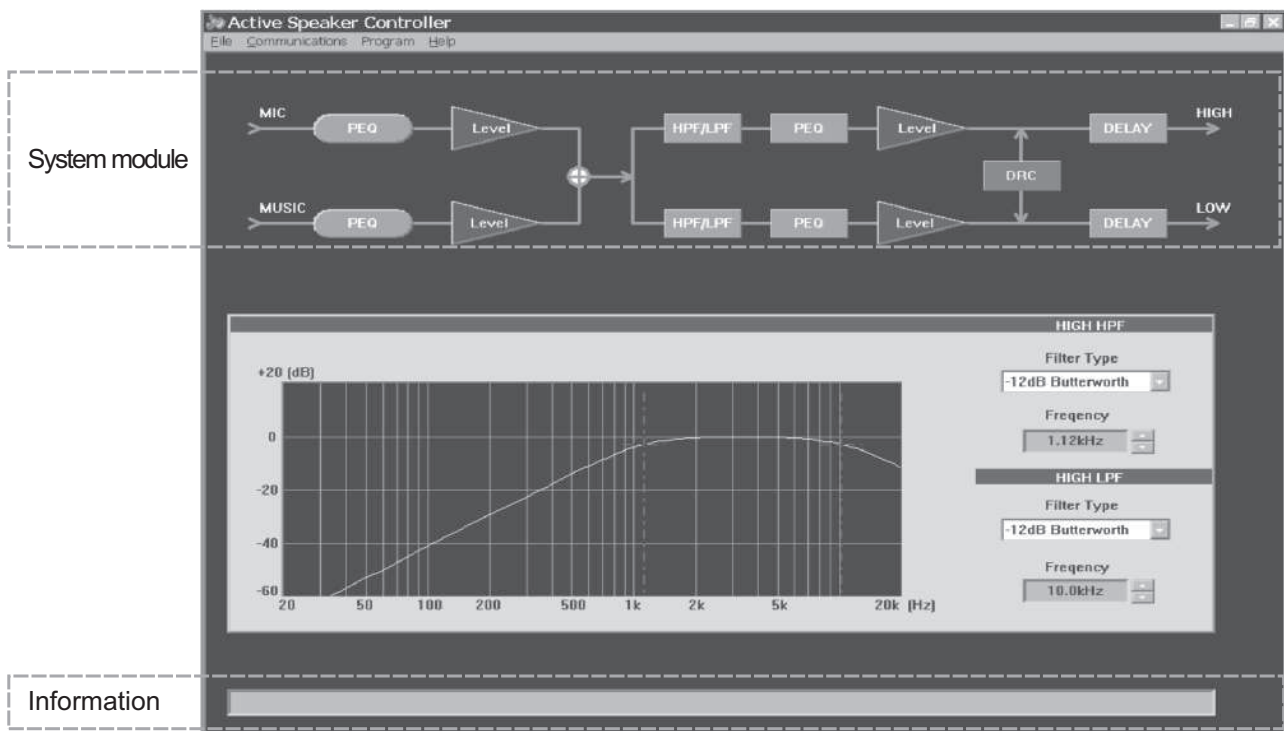 Active Speaker Controller
File Communications Program Help
System module
MIC
PEQ Level HPF/LPF PEQ Level DELAY HIGH
DRC
MUSIC
PEQ Level HPF/LPF PEQ Level DELAY LOW
HIGH HPF
Filter Type
-12dB Butterworth
Freqency
1.12kHz
HIGH LPF
Filter Type
-12dB Butterworth
Freqency
10.0kHz
+20 [dB]
0
-20
-40
-60
20 50 100 200 500 1k 2k 5k 20k [Hz]
Information